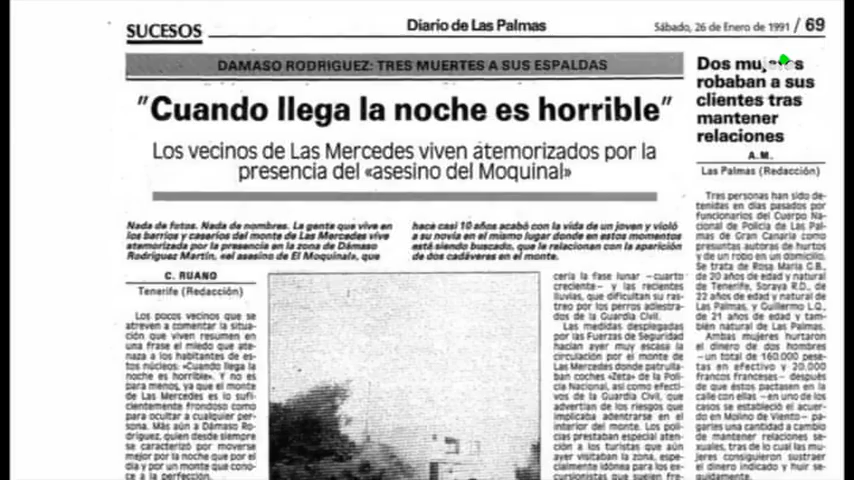 SUCESOS
Diario de Las Palmas
Sábado, 26 de Enero de 1991 / 69
DAMASO RODRIGUEZ: TRES MUERTES A SUS ESPALDAS
"Cuando llega la noche es horrible"
Los vecinos de Las Mercedes viven atemorizados por la
presencia del «asesino del Moquinal»
Nada de fotos. Nada de nombres. La gente que vive en
los barrios y caseríos del monte de Las Mercedes vive
atemorizada por la presencia en la zona de Dámaso
Rodríguez Martín, «el asesino de El Moquinal», que
hace casi 10 años acabó con la vida de un joven y violó
a su novia en el mismo lugar donde en estos momentos
está siendo buscado, que le relacionan con la aparición
de dos cadáveres en el monte.
C. RUANO
Tenerife (Redacción)
Los pocos vecinos que se
atreven a comentar la situa-
ción que viven resumen en
una frase el miedo que ate-
naza a los habitantes de es-
tos núcleos: «Cuando llega la
noche es horrible». Y no es
para menos, ya que el monte
de Las Mercedes es lo sufi-
cientemente frondoso como
para ocultar a cualquier per-
sona. Más aún a Dámaso Ro-
dríguez, quien desde siempre
se caracterizó por moverse
mejor por la noche que por el
día y por un monte que cono-
ce a la perfección.
cería la fase lunar —cuarto
creciente— y las recientes
lluvias, que dificultan su ras-
treo por los perros adiestra-
dos de la Guardia Civil.
Las medidas desplegadas
por las Fuerzas de Seguridad
hacían ayer muy escasa la
circulación por el monte de
Las Mercedes donde patrulla-
ban coches «Zeta» de la Poli-
cía Nacional, así como efecti-
vos de la Guardia Civil, que
advertían de los riesgos que
implicaba adentrarse en el
interior del monte. Los poli-
cías prestaban especial aten-
ción a los turistas que aún
ayer visitaban la zona, espe-
cialmente idónea para los ex-
cursionistas que suelen fre-
Dos mujeres
robaban a sus
clientes tras
mantener
relaciones
A.M.
Las Palmas (Redacción)
Tres personas han sido de-
tenidas en días pasados por
funcionarios del Cuerpo Na-
cional de Policía de Las Pal-
mas de Gran Canaria como
presuntas autoras de hurtos
y de un robo en un domicilio.
Se trata de Rosa María G.B.,
de 20 años de edad y natural
de Tenerife, Soraya R.D., de
22 años de edad y natural de
Las Palmas, y Guillermo L.Q.,
de 21 años de edad y tam-
bién natural de Las Palmas.
Ambas mujeres hurtaron
el dinero de dos hombres
—un total de 160.000 pese-
tas en efectivo y 20.000
francos franceses— después
de que éstos pactasen en la
calle con ellas —en uno de los
casos se estableció el acuer-
do en Molino de Viento— pa-
garles una cantidad a cambio
de mantener relaciones se-
xuales, tras de lo cual las mu-
jeres consiguieron sustraer
el dinero indicado y huir se-
guidamente.